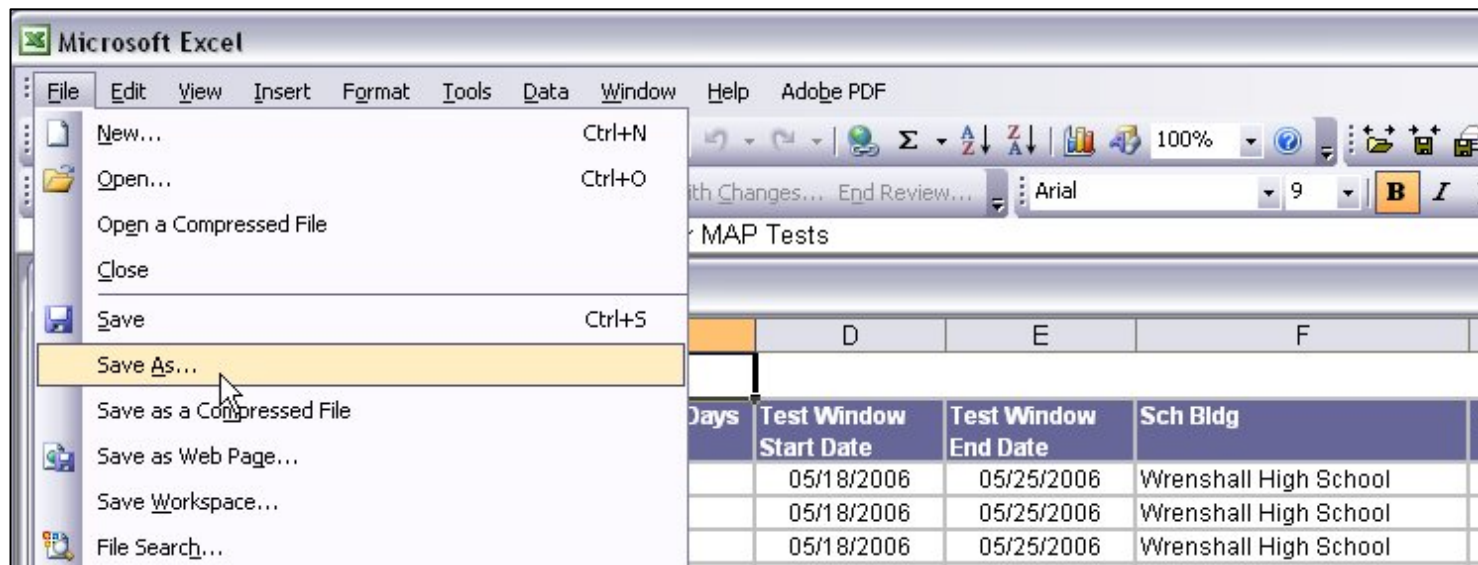 Microsoft Excel
File Edit View Insert Format Tools Data Window Help Adobe PDF
New... Ctrl+N
100%
Open... Ctrl+O
Changes... End Review... Arial 9 B I
Open a Compressed File
MAP Tests
Close
Save Ctrl+S
D E F
Save As...
Save as a Compressed File
Days Test Window Test Window Sch Bldg
Start Date End Date
Save as Web Page...
05/18/2006 05/25/2006 Wrenshall High School
Save Workspace...
05/18/2006 05/25/2006 Wrenshall High School
File Search...
05/18/2006 05/25/2006 Wrenshall High School